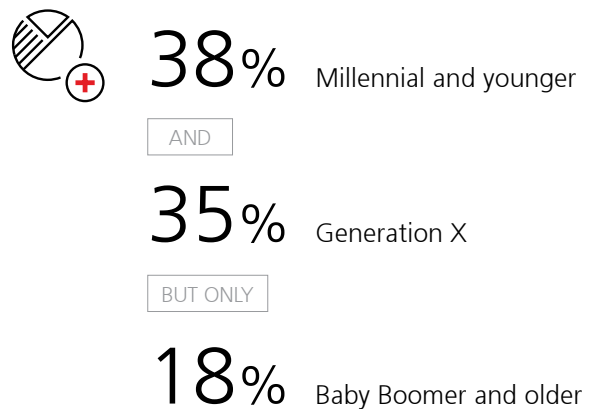 38% Millennial and younger
AND
35% Generation X
BUT ONLY
18% Baby Boomer and older